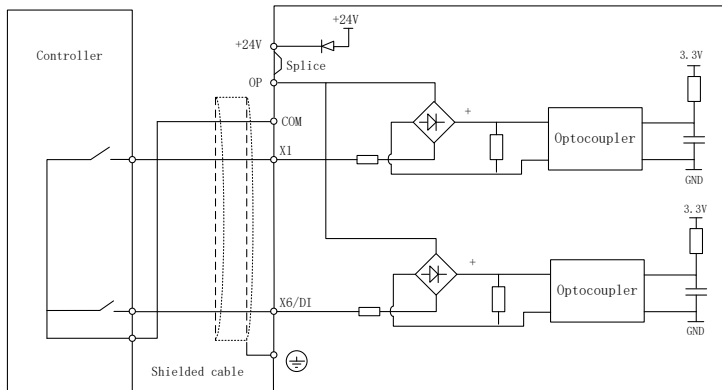 +24V
+24V
Controller
Splice
3.3V
OP
+
COM
Optocoupler
X1
GND
3.3V
+
Optocoupler
X6/DI
GND
Shielded cable